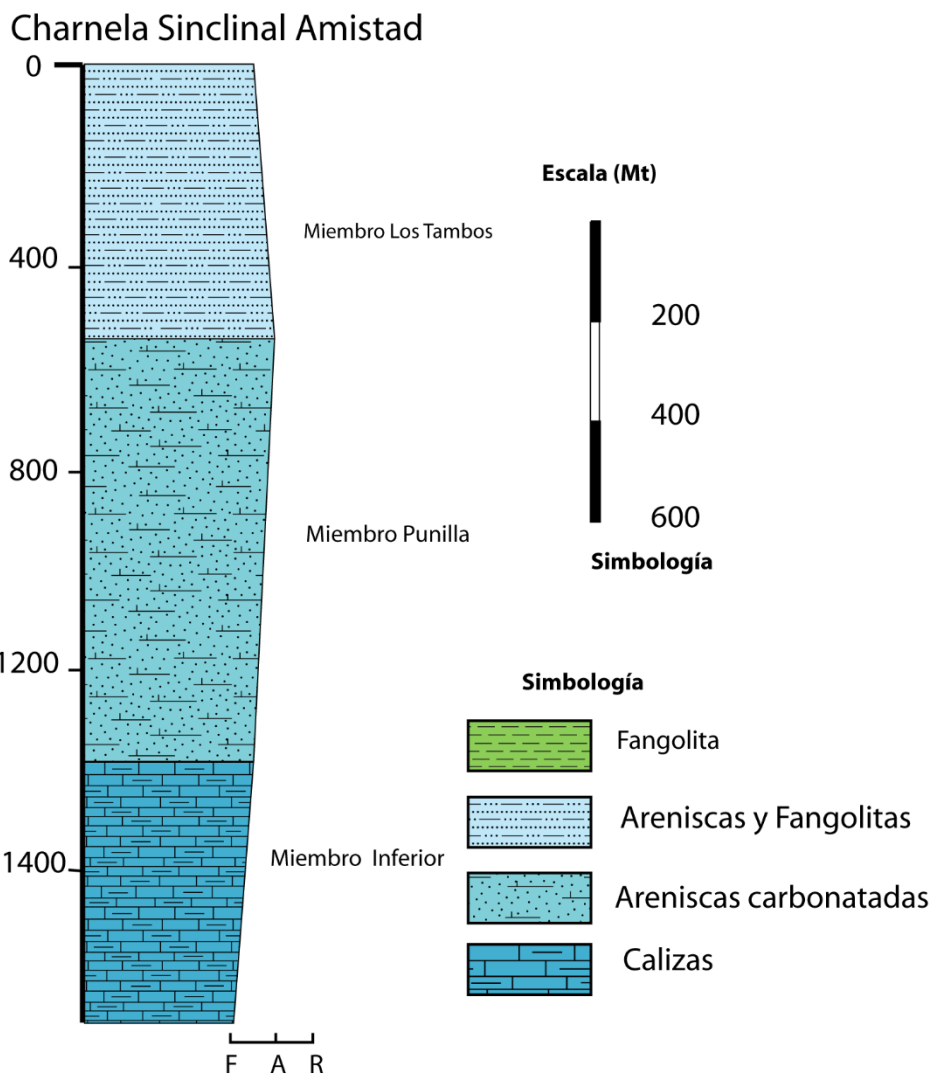 Charnela Sinclinal Amistad
0
400
800
1200
1400
Miembro Los Tambos
Miembro Punilla
Miembro Inferior
F A R
Escala (Mt)
200
400
600
Simbología
Simbología
Fangolita
Areniscas y Fangolitas
Areniscas carbonatadas
Calizas